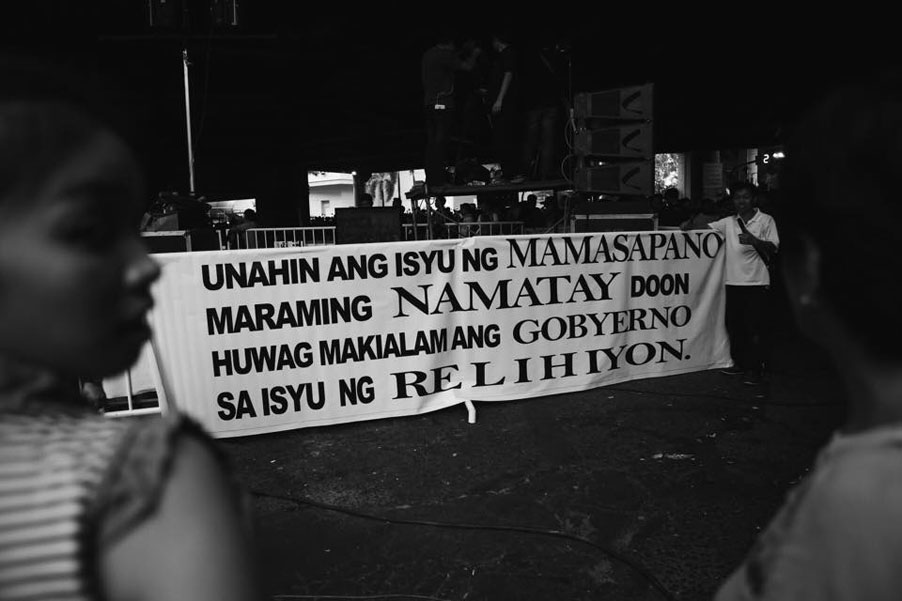 UNAHIN ANG ISYU NG MAMASAPANO
MARAMING NAMATAY DOON
HUWAG MAKIALAM ANG GOBYERNO
SA ISYU NG RELIHIYON.